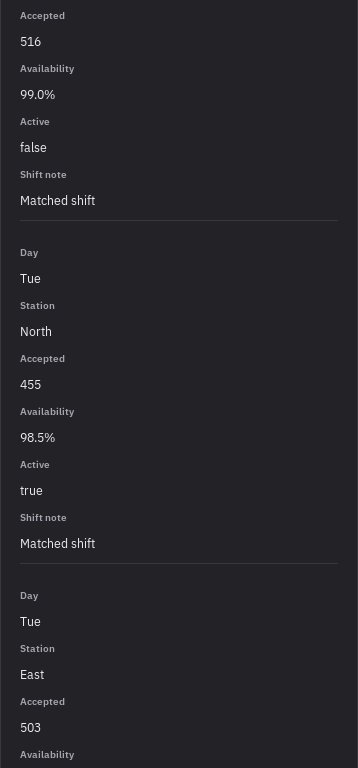 Accepted
516
Availability
99.0%
Active
false
Shift note
Matched shift
Day
Tue
Station
North
Accepted
455
Availability
98.5%
Active
true
Shift note
Matched shift
Day
Tue
Station
East
Accepted
503
Availability